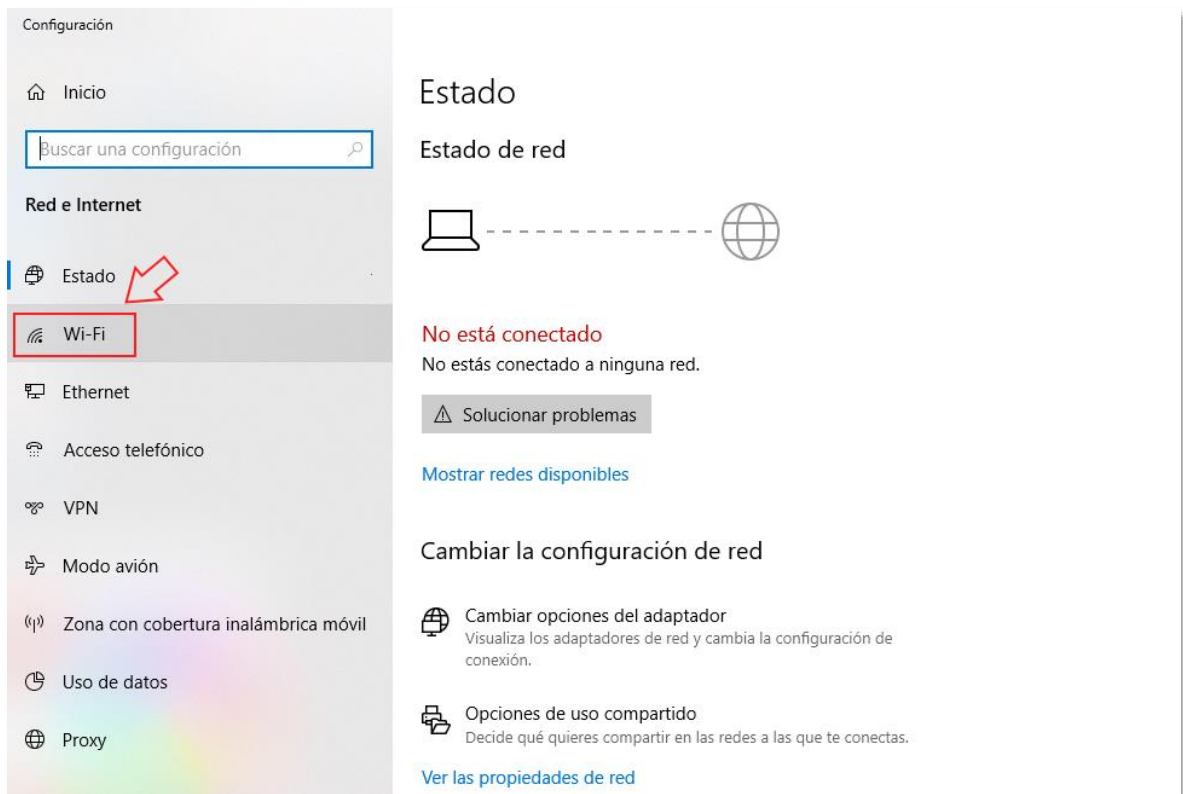 Configuración
Inicio
Buscar una configuración
Red e Internet
Estado
Wi-Fi
Ethernet
Acceso telefónico
VPN
Modo avión
Zona con cobertura inalámbrica móvil
Uso de datos
Proxy
Estado
Estado de red
No está conectado
No estás conectado a ninguna red.
Solucionar problemas
Mostrar redes disponibles
Cambiar la configuración de red
Cambiar opciones del adaptador
Visualiza los adaptadores de red y cambia la configuración de
conexión.
Opciones de uso compartido
Decide qué quieres compartir en las redes a las que te conectas.
Ver las propiedades de red